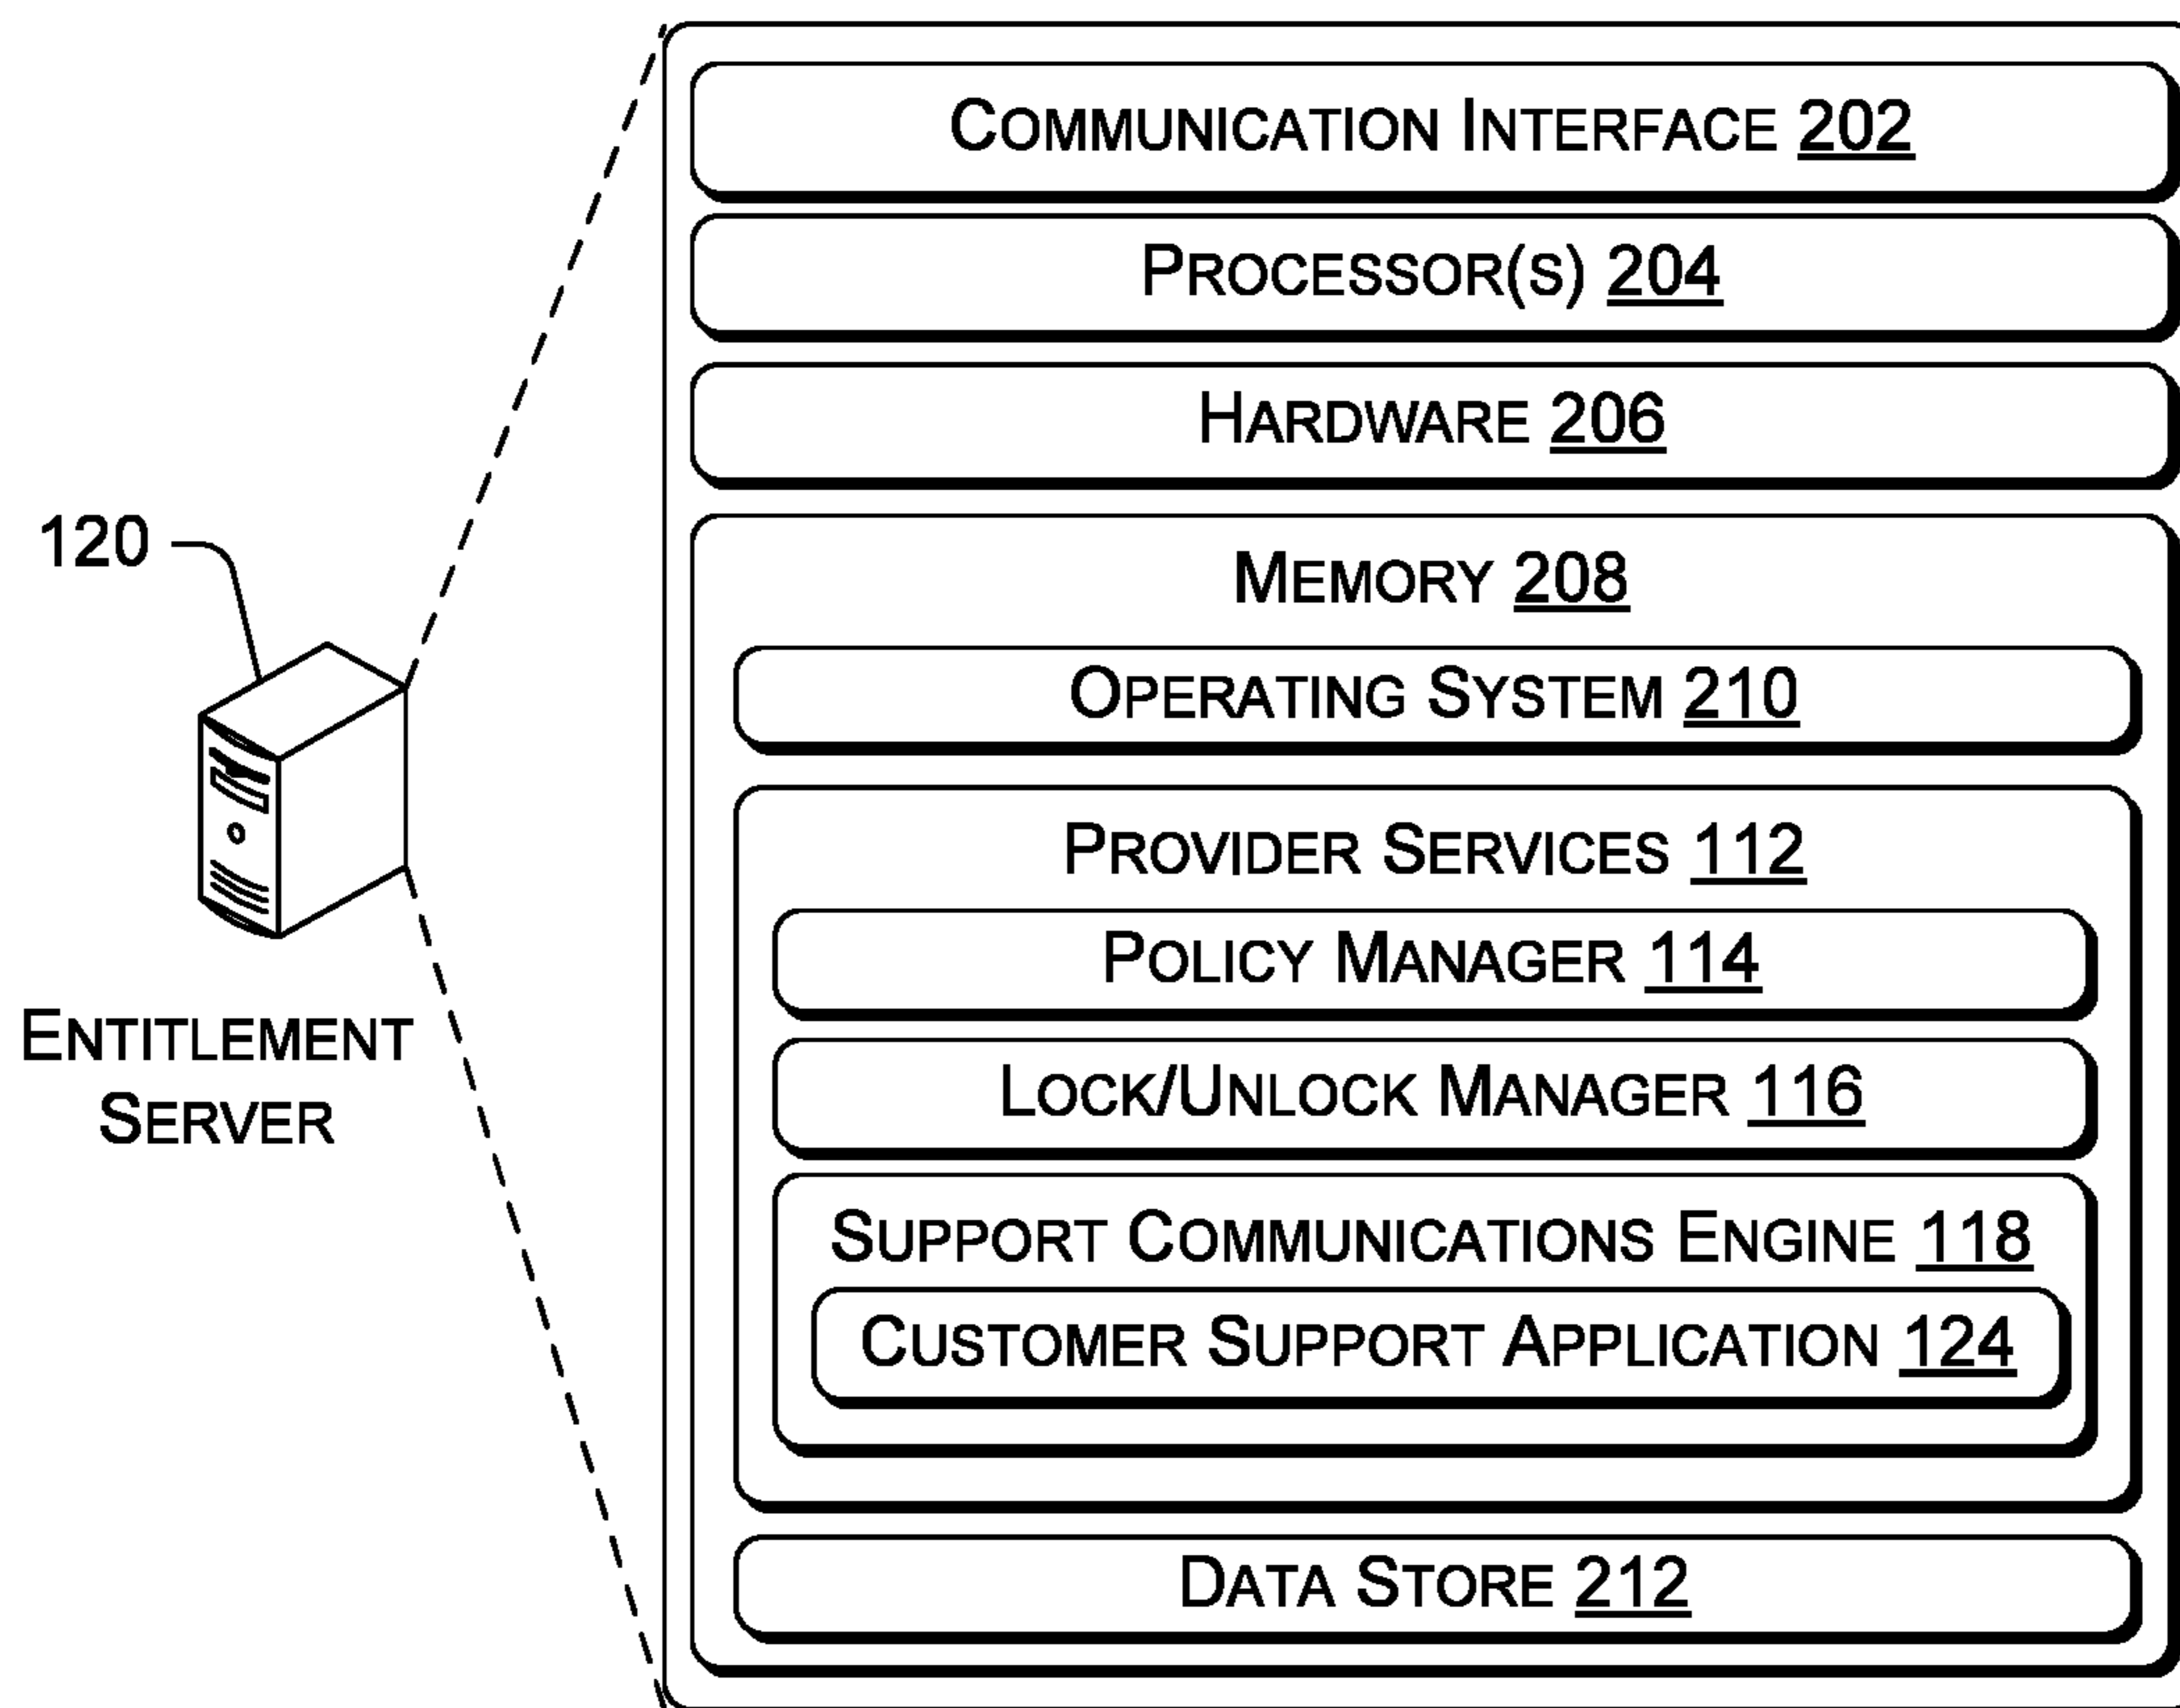 COMMUNICATION INTERFACE 202
PROCESSOR(S) 204
HARDWARE 206
120
MEMORY 208
OPERATING SYSTEM 210
PROVIDER SERVICES 112
POLICY MANAGER 114
ENTITLEMENT
SERVER
LOCK/UNLOCK MANAGER 116
SUPPORT COMMUNICATIONS ENGINE 118
CUSTOMER SUPPORT APPLICATION 124
DATA STORE 212